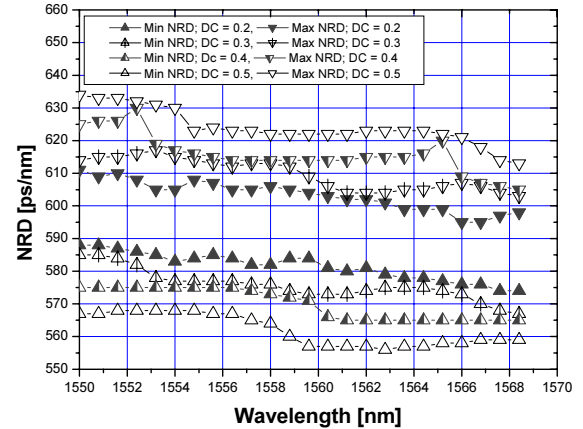 660
650
640
630
620
610
600
590
580
570
560
550
NRD [ps/nm]
Min NRD; DC = 0.2, Max NRD; DC = 0.2
Min NRD; DC = 0.3, Max NRD; DC = 0.3
Min NRD; Dc = 0.4, Max NRD; DC = 0.4
Min NRD; DC = 0.5, Max NRD; DC = 0.5
1550 1552 1554 1556 1558 1560 1562 1564 1566 1568 1570
Wavelength [nm]